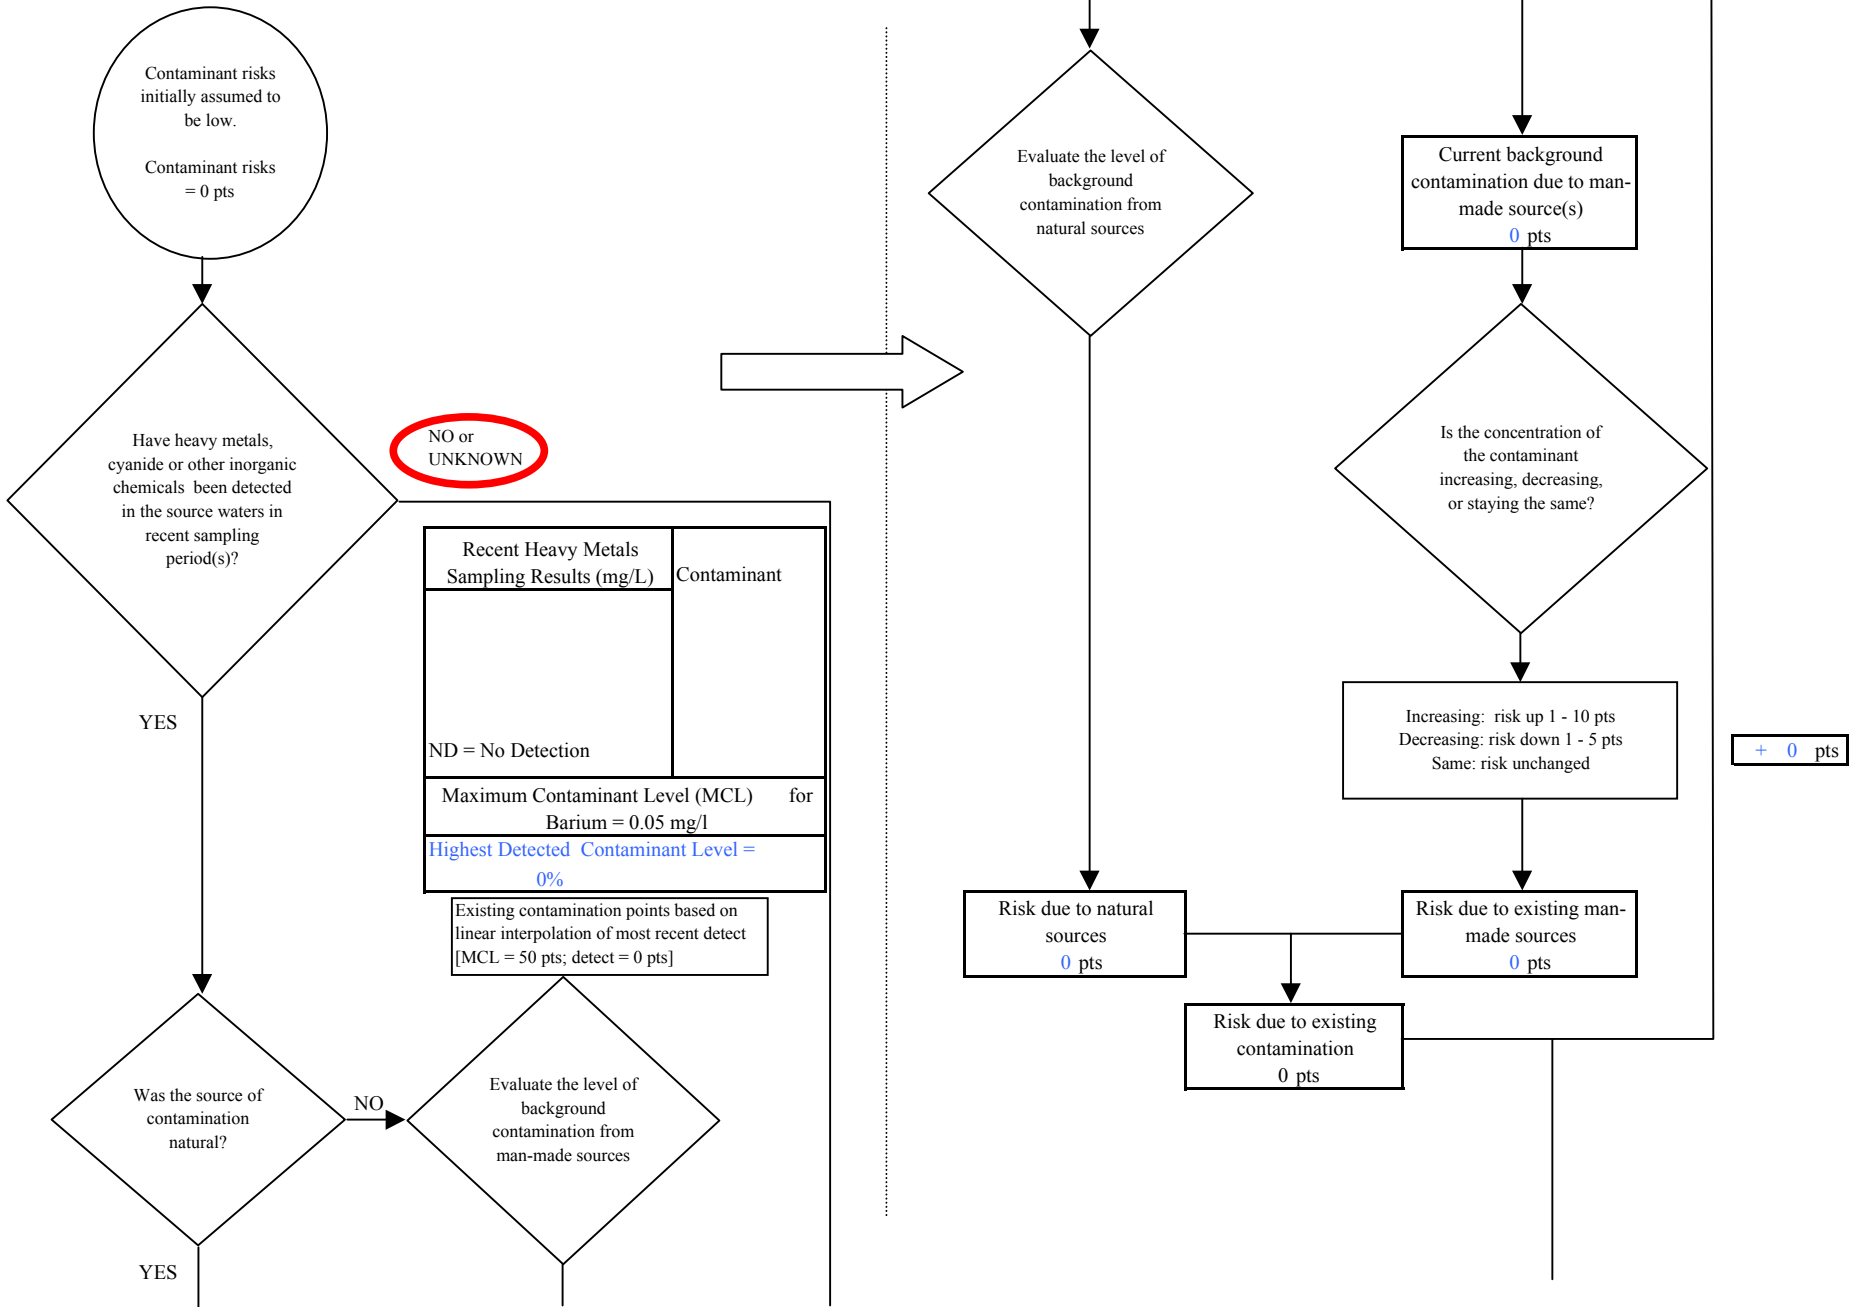 Contaminant risks
initially assumed to
be low.
Contaminant risks
= 0 pts
Have heavy metals,
cyanide or other inorganic
chemicals been detected
in the source waters in
recent sampling
period(s)?
NO or
UNKNOWN
YES
Recent Heavy Metals
Sampling Results (mg/L)
Contaminant
ND = No Detection
Maximum Contaminant Level (MCL) for
Barium = 0.05 mg/l
Highest Detected Contaminant Level =
0%
Existing contamination points based on
linear interpolation of most recent detect
[MCL = 50 pts; detect = 0 pts]
Was the source of
contamination
natural?
NO
YES
Evaluate the level of
background
contamination from
man-made sources
Evaluate the level of
background
contamination from
natural sources
Current background
contamination due to man-
made source(s)
0 pts
Is the concentration of
the contaminant
increasing, decreasing,
or staying the same?
Increasing: risk up 1 - 10 pts
Decreasing: risk down 1 - 5 pts
Same: risk unchanged
+ 0 pts
Risk due to natural
sources
0 pts
Risk due to existing man-
made sources
0 pts
Risk due to existing
contamination
0 pts